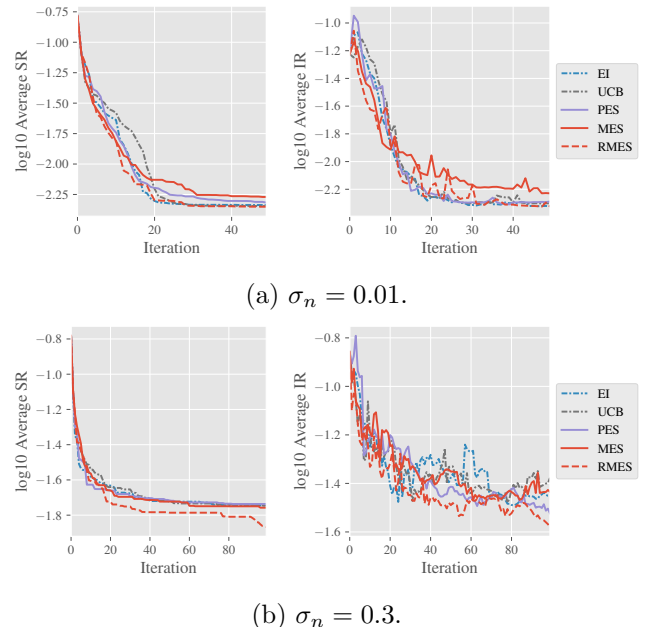 log10 Average SR
−1.00
−1.25
−1.50
−1.75
−2.00
−2.25
0
20
40
Iteration
log10 Average IR
−1.0
−1.2
−1.4
−1.6
−1.8
−2.0
−2.2
0
20
40
Iteration
EI
UCB
PES
MES
RMES
(a) σn = 0.01.
log10 Average SR
−0.8
−1.0
−1.2
−1.4
−1.6
−1.8
0
20
40
60
80
Iteration
log10 Average IR
−0.8
−1.0
−1.2
−1.4
−1.6
0
20
40
60
80
Iteration
EI
UCB
PES
MES
RMES
(b) σn = 0.3.